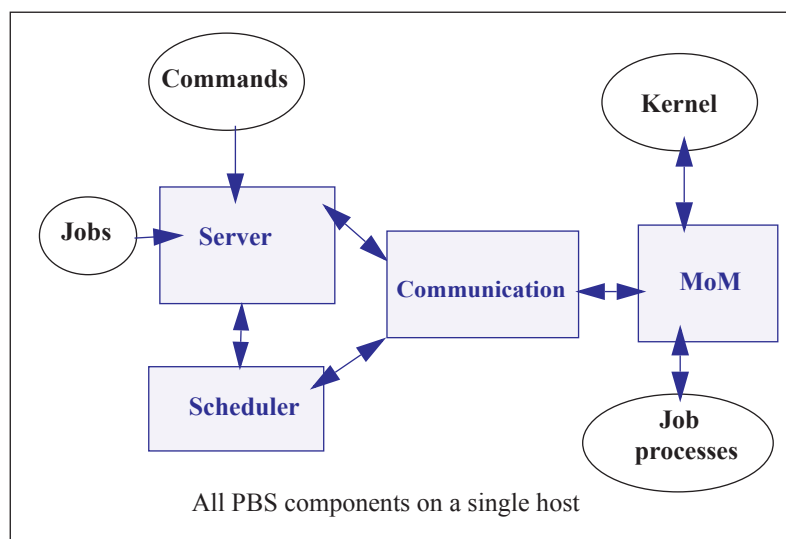 Commands
Kernel
Jobs
Server
Communication
MoM
Scheduler
Job
processes
All PBS components on a single host